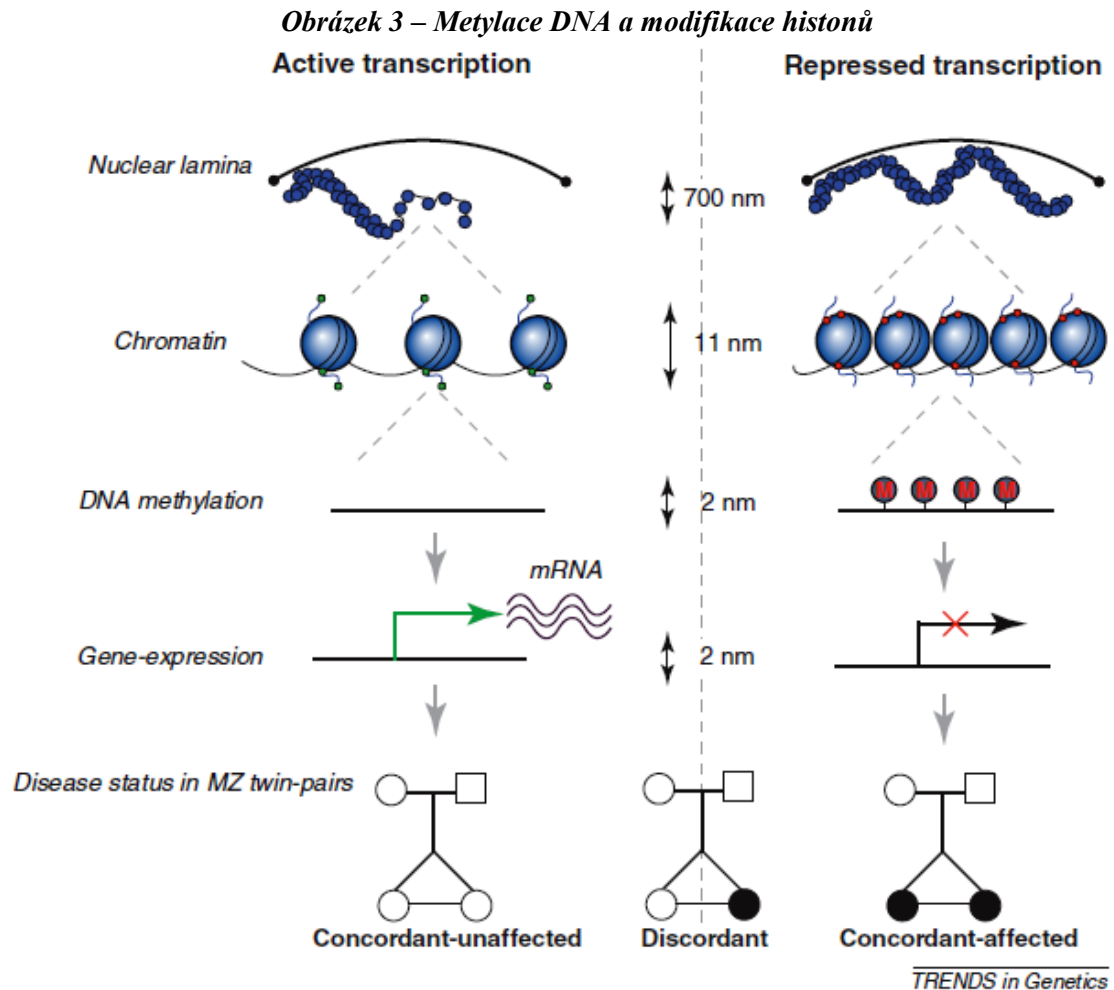 Obrázek 3 – Metylace DNA a modifikace histonů
Active transcription
Repressed transcription
Nuclear lamina
700 nm
Chromatin
11 nm
DNA methylation
2 nm
M M M M
mRNA
Gene-expression
2 nm
Disease status in MZ twin-pairs
Concordant-unaffected
Discordant
Concordant-affected
TRENDS in Genetics